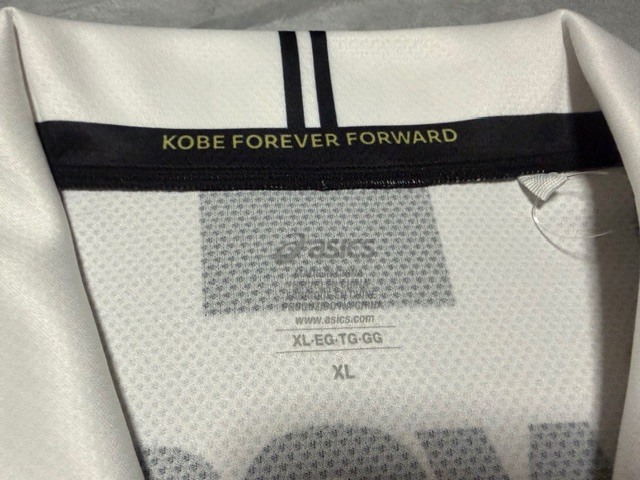 KOBE FOREVER FORWARD
asics
www.asics.com
XL·EG·TG·GG
XL